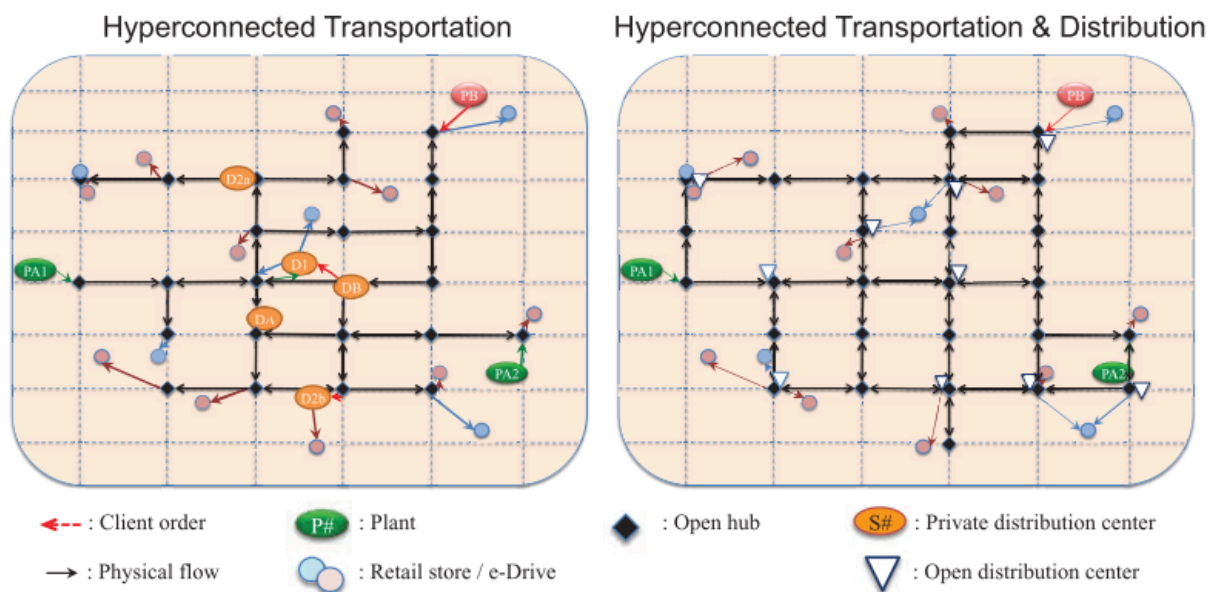 Hyperconnected Transportation
Hyperconnected Transportation & Distribution
PB
D2a
PA1
D1
DB
DA
PA2
D2b
PB
PA1
PA2
: Client order
P#
: Plant
: Open hub
S#
: Private distribution center
: Physical flow
: Retail store / e-Drive
: Open distribution center